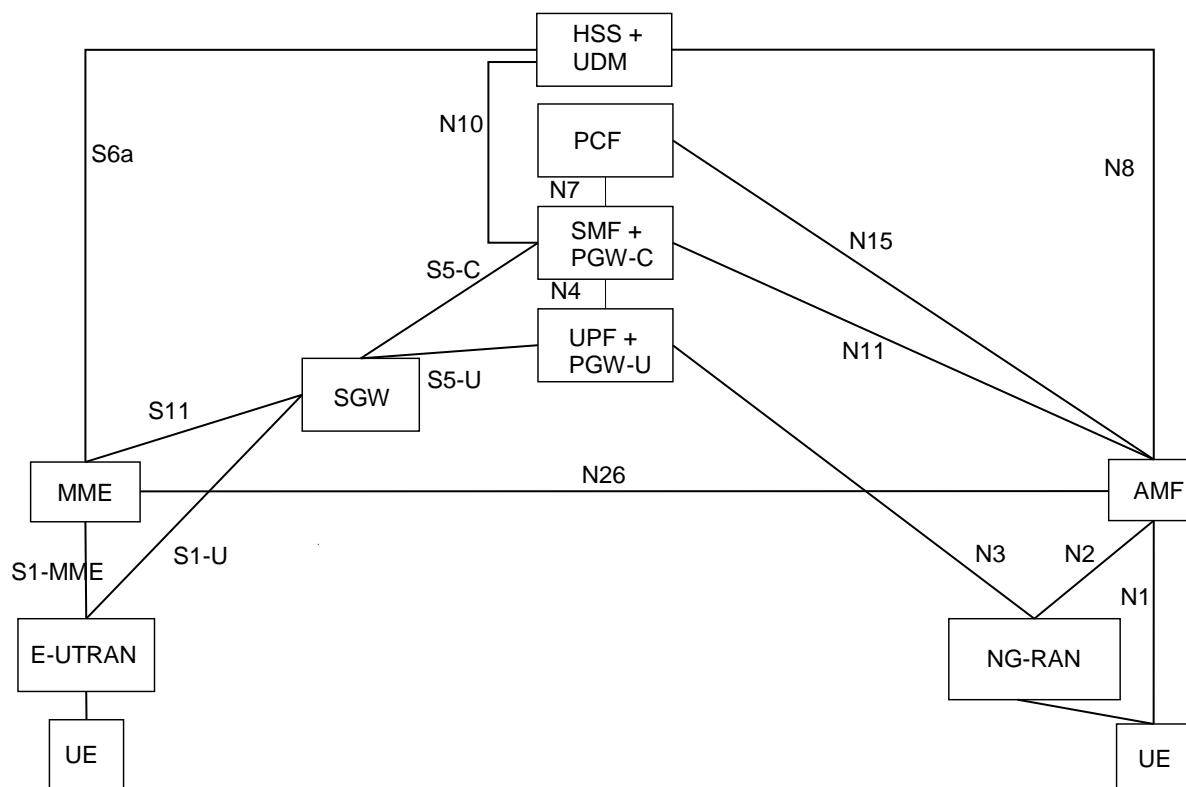 HSS +
UDM
N10
PCF
S6a
N8
N7
SMF +
PGW-C
N15
S5-C
N4
UPF +
PGW-U
N11
S5-U
SGW
S11
N26
MME
AMF
S1-U
N3
N2
S1-MME
N1
E-UTRAN
NG-RAN
UE
UE